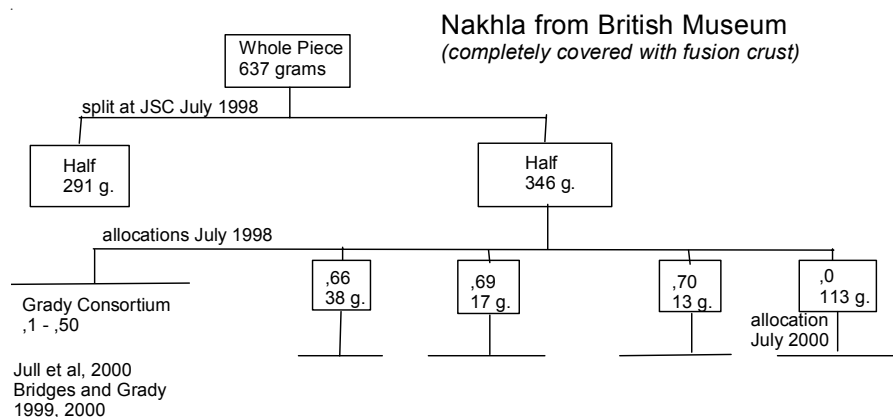 Nakhla from British Museum
(completely covered with fusion crust)
Whole Piece
637 grams
split at JSC July 1998
Half
291 g.
Half
346 g.
allocations July 1998
Grady Consortium
,1 - ,50
,66
38 g.
,69
17 g.
,70
13 g.
,0
113 g.
allocation
July 2000
Jull et al, 2000
Bridges and Grady
1999, 2000